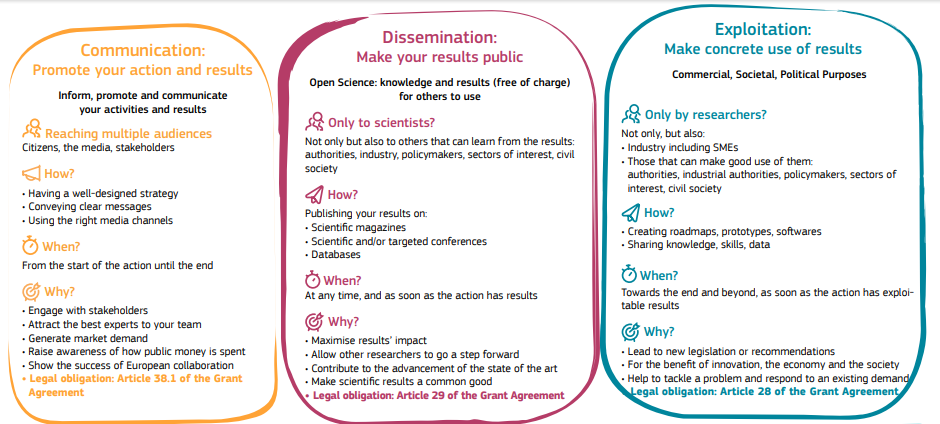 Communication:
Promote your action and results
Inform, promote and communicate
your activities and results
Reaching multiple audiences
Citizens, the media, stakeholders
How?
• Having a well-designed strategy
• Conveying clear messages
• Using the right media channels
When?
From the start of the action until the end
Why?
• Engage with stakeholders
• Attract the best experts to your team
• Generate market demand
• Raise awareness of how public money is spent
• Show the success of European collaboration
• Legal obligation: Article 38.1 of the Grant
Agreement
Dissemination:
Make your results public
Open Science: knowledge and results (free of charge)
for others to use
Only to scientists?
Not only but also to others that can learn from the results:
authorities, industry, policymakers, sectors of interest, civil
society
How?
Publishing your results on:
• Scientific magazines
• Scientific and/or targeted conferences
• Databases
When?
At any time, and as soon as the action has results
Why?
• Maximise results' impact
• Allow other researchers to go a step forward
• Contribute to the advancement of the state of the art
• Make scientific results a common good
• Legal obligation: Article 29 of the Grant Agreement
Exploitation:
Make concrete use of results
Commercial, Societal, Political Purposes
Only by researchers?
Not only, but also:
• Industry including SMEs
• Those that can make good use of them:
authorities, industrial authorities, policymakers, sectors of
interest, civil society
How?
• Creating roadmaps, prototypes, softwares
• Sharing knowledge, skills, data
When?
Towards the end and beyond, as soon as the action has exploi-
table results
Why?
• Lead to new legislation or recommendations
• For the benefit of innovation, the economy and the society
• Help to tackle a problem and respond to an existing demand
Legal obligation: Article 28 of the Grant Agreement